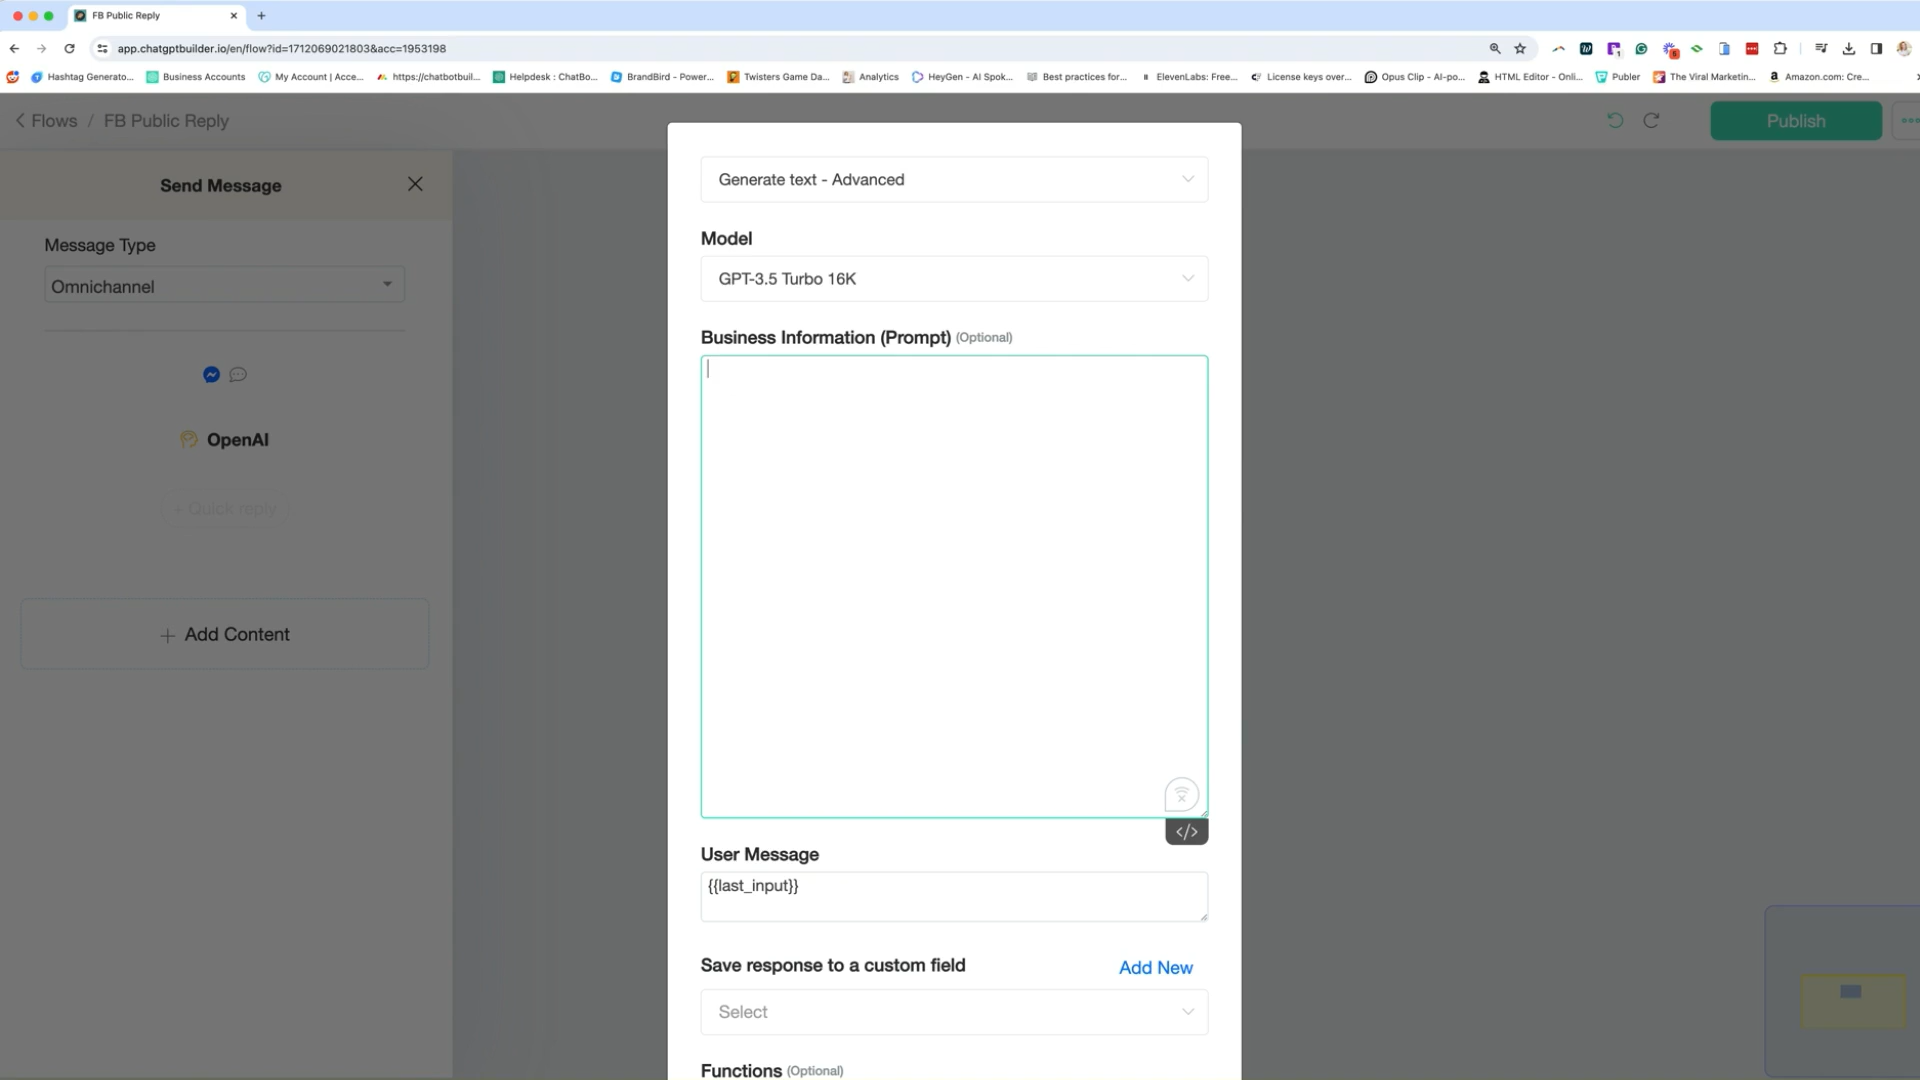 FB Public Reply
app.chatgptbuilder.io/en/flow?id=1712069021803&acc=1953198
Hashtag Generato... Business Accounts My Account | Acce... https://chatbotbuil... Helpdesk : ChatBo... BrandBird - Power... Twisters Game Da... Analytics HeyGen - AI Spok... Best practices for... ElevenLabs: Free... License keys over... Opus Clip - AI-po... HTML Editor - Onli... Publer The Viral Marketin... Amazon.com: Cre...
Flows / FB Public Reply
Publish
Send Message
Message Type
Omnichannel
OpenAI
+ Quick reply
+ Add Content
Generate text - Advanced
Model
GPT-3.5 Turbo 16K
Business Information (Prompt) (Optional)
</>
User Message
{{last_input}}
Save response to a custom field
Add New
Select
Functions (Optional)